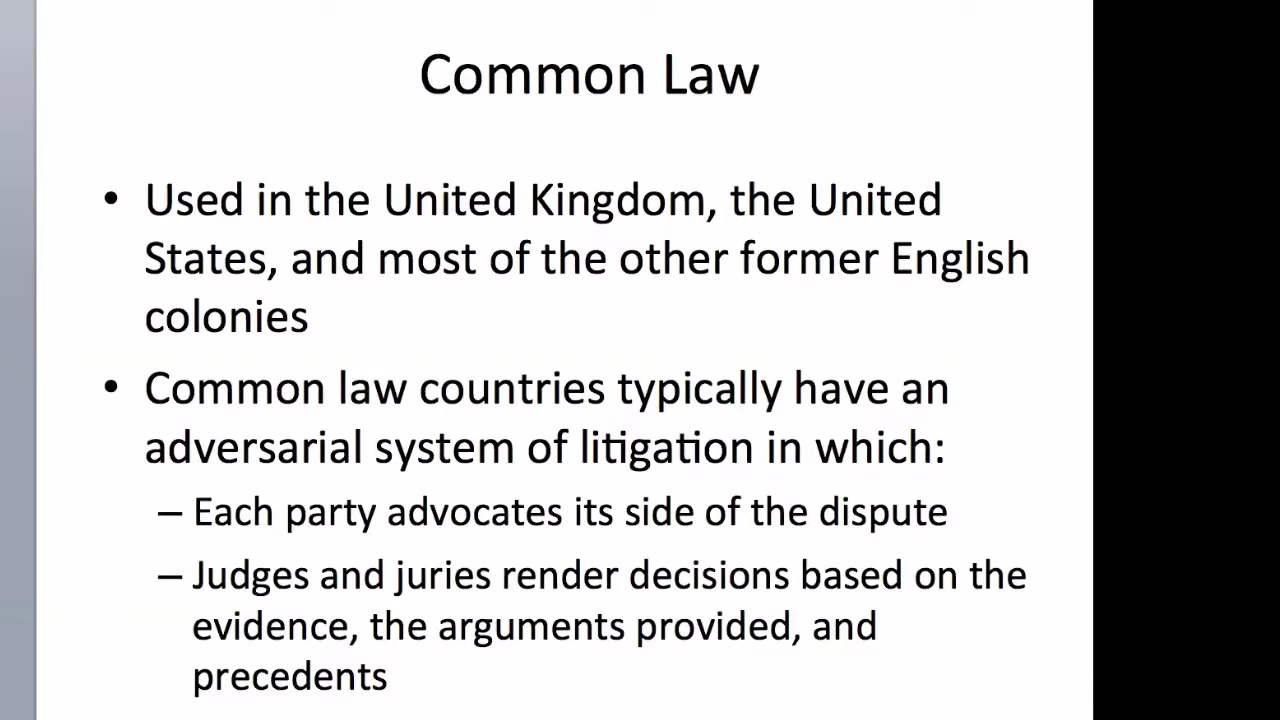 Common Law
• Used in the United Kingdom, the United
States, and most of the other former English
colonies
• Common law countries typically have an
adversarial system of litigation in which:
– Each party advocates its side of the dispute
– Judges and juries render decisions based on the
evidence, the arguments provided, and
precedents